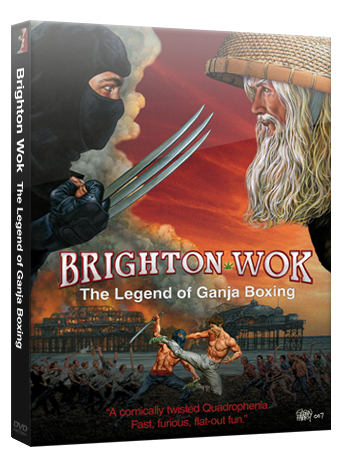 Brighton Wok The Legend of Ganja Boxing
DVD
BRIGHTON WOK
The Legend of Ganja Boxing
"A comically twisted Quadrophenia.
Fast, furious, flat-out fun."